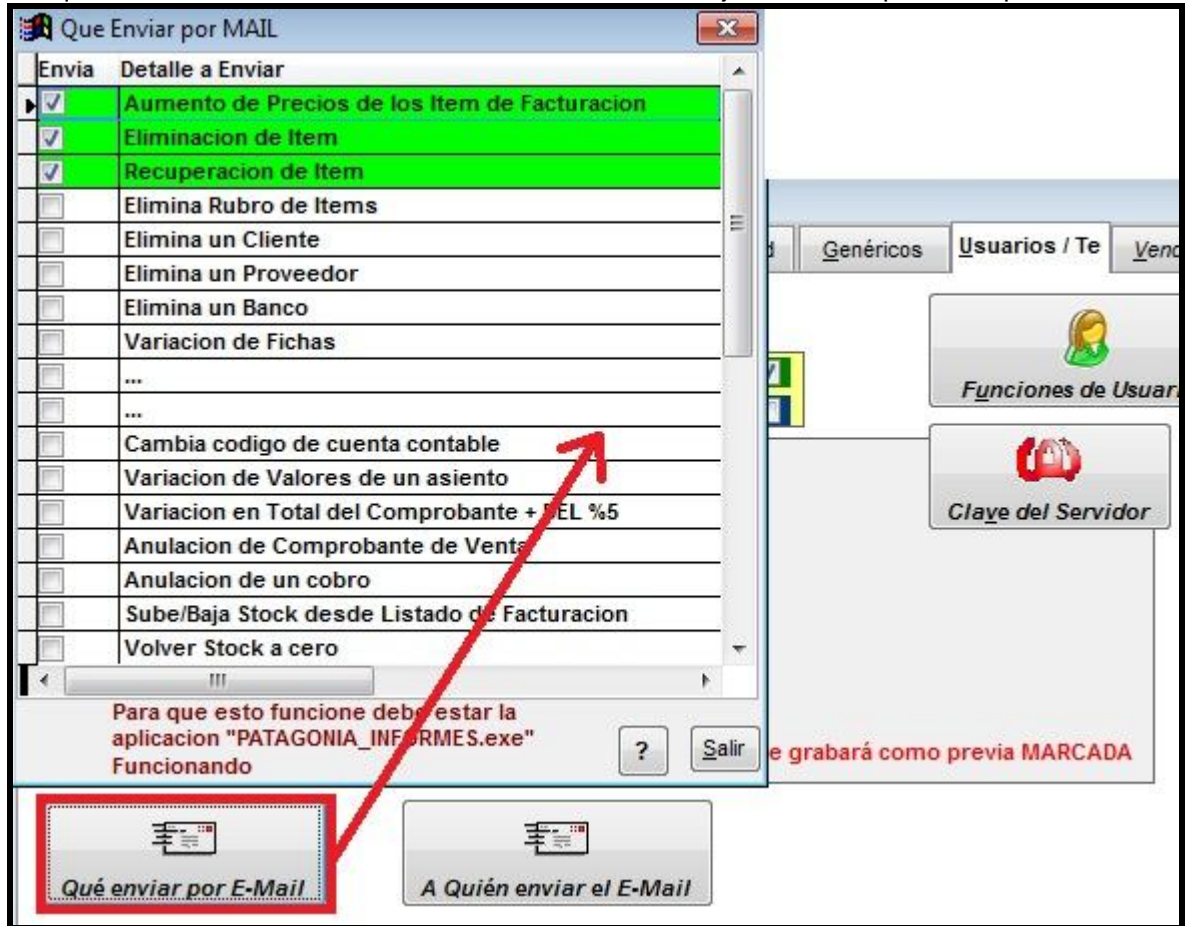 Que Enviar por MAIL
Envia Detalle a Enviar
Aumento de Precios de los Item de Facturacion
Eliminacion de Item
Recuperacion de Item
Elimina Rubro de Items
Elimina un Cliente
Elimina un Proveedor
Elimina un Banco
Variacion de Fichas
...
...
Cambia codigo de cuenta contable
Variacion de Valores de un asiento
Variacion en Total del Comprobante + DEL %5
Anulacion de Comprobante de Venta
Anulacion de un cobro
Sube/Baja Stock desde Listado de Facturacion
Volver Stock a cero
Para que esto funcione debe estar la
aplicacion "PATAGONIA_INFORMES.exe"
Funcionando
?
Salir
Genéricos
Usuarios / Te
Vend
Funciones de Usuari
Clave del Servidor
e grabará como previa MARCADA
Qué enviar por E-Mail
A Quién enviar el E-Mail